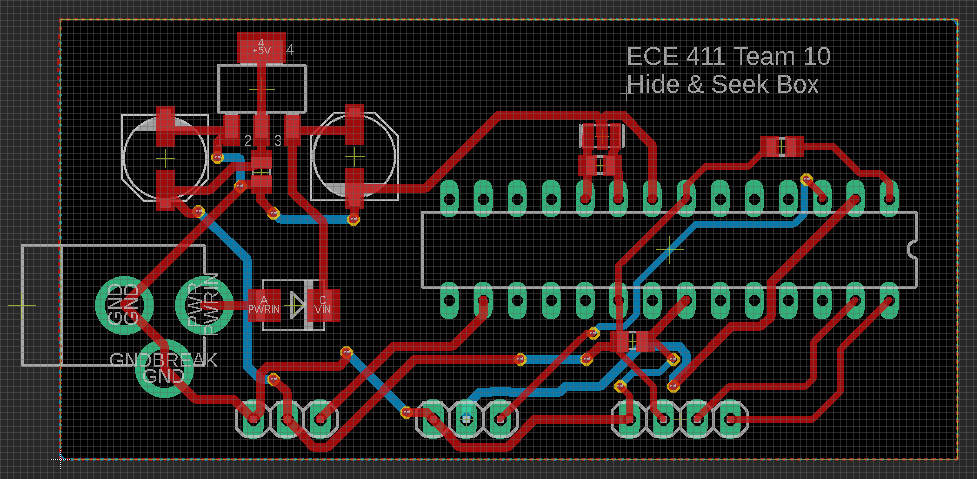 4
+5V
4
ECE 411 Team 10
Hide & Seek Box
2
3
GND
GND
PWR
PWRIN
A
PWRIN
C
VIN
GNDBREAK
GND